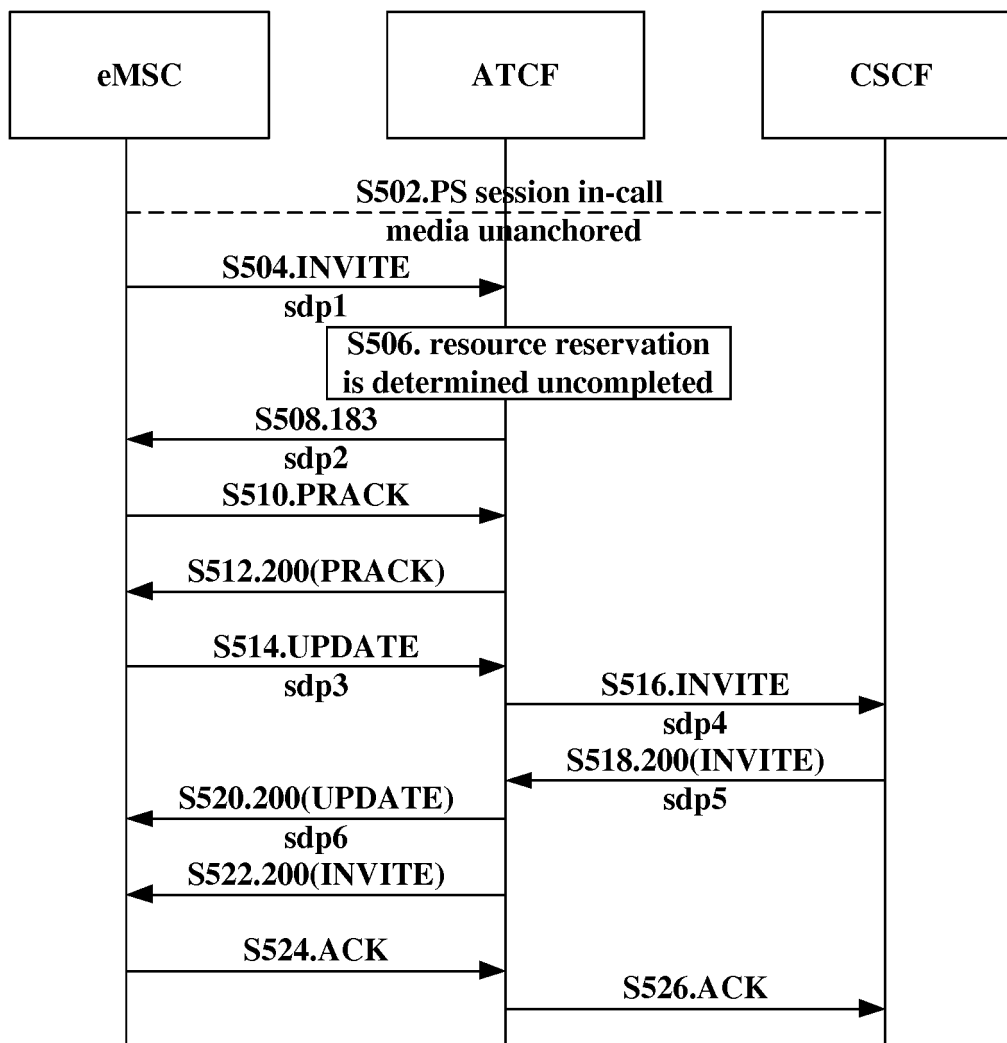 eMSC
ATCF
CSCF
S502.PS session in-call
media unanchored
S504.INVITE
sdp1
S506. resource reservation
is determined uncompleted
S508.183
sdp2
S510.PRACK
S512.200(PRACK)
S514.UPDATE
sdp3
S516.INVITE
sdp4
S518.200(INVITE)
sdp5
S520.200(UPDATE)
sdp6
S522.200(INVITE)
S524.ACK
S526.ACK